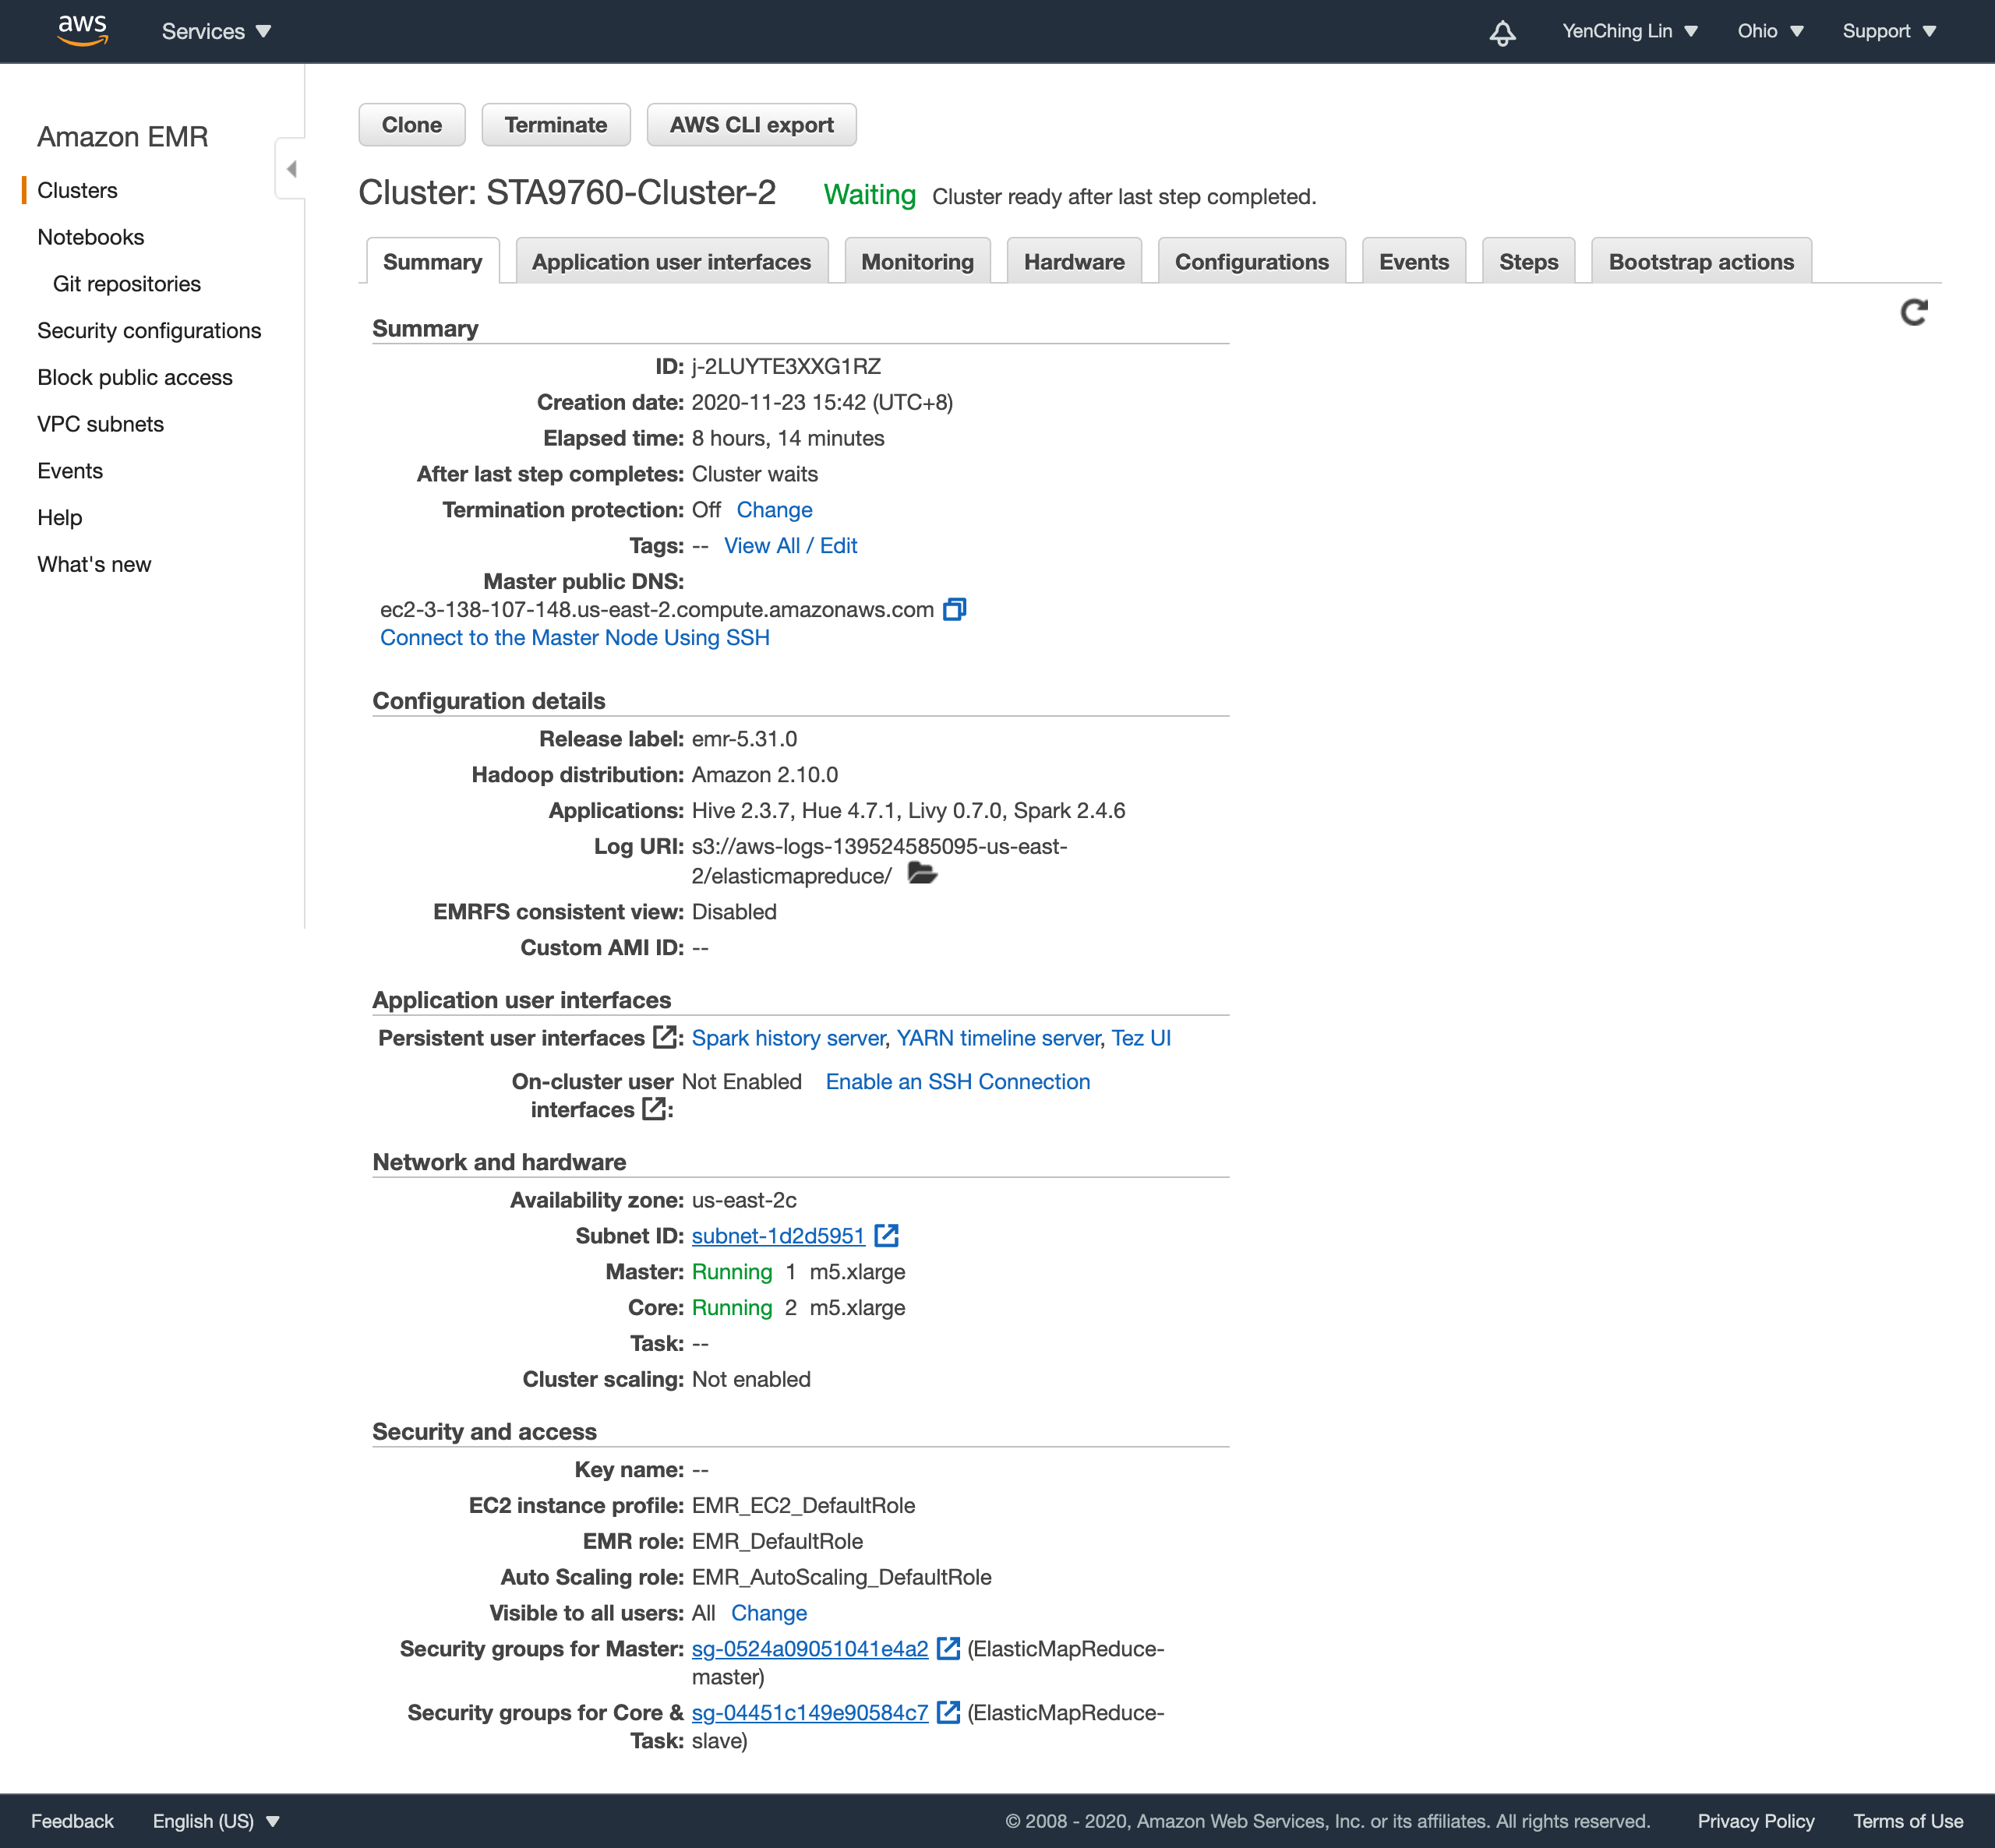 aws Services YenChing Lin Ohio Support
Amazon EMR
Clusters
Notebooks
Git repositories
Security configurations
Block public access
VPC subnets
Events
Help
What's new
Clone Terminate AWS CLI export
Cluster: STA9760-Cluster-2 Waiting Cluster ready after last step completed.
Summary Application user interfaces Monitoring Hardware Configurations Events Steps Bootstrap actions
Summary
ID: j-2LUYTE3XXG1RZ
Creation date: 2020-11-23 15:42 (UTC+8)
Elapsed time: 8 hours, 14 minutes
After last step completes: Cluster waits
Termination protection: Off Change
Tags: -- View All / Edit
Master public DNS:
ec2-3-138-107-148.us-east-2.compute.amazonaws.com
Connect to the Master Node Using SSH
Configuration details
Release label: emr-5.31.0
Hadoop distribution: Amazon 2.10.0
Applications: Hive 2.3.7, Hue 4.7.1, Livy 0.7.0, Spark 2.4.6
Log URI: s3://aws-logs-139524585095-us-east-
2/elasticmapreduce/
EMRFS consistent view: Disabled
Custom AMI ID: --
Application user interfaces
Persistent user interfaces : Spark history server, YARN timeline server, Tez UI
On-cluster user Not Enabled Enable an SSH Connection
interfaces :
Network and hardware
Availability zone: us-east-2c
Subnet ID: subnet-1d2d5951
Master: Running 1 m5.xlarge
Core: Running 2 m5.xlarge
Task: --
Cluster scaling: Not enabled
Security and access
Key name: --
EC2 instance profile: EMR_EC2_DefaultRole
EMR role: EMR_DefaultRole
Auto Scaling role: EMR_AutoScaling_DefaultRole
Visible to all users: All Change
Security groups for Master: sg-0524a09051041e4a2 (ElasticMapReduce-
master)
Security groups for Core & sg-04451c149e90584c7 (ElasticMapReduce-
Task: slave)
Feedback English (US) © 2008 - 2020, Amazon Web Services, Inc. or its affiliates. All rights reserved. Privacy Policy Terms of Use